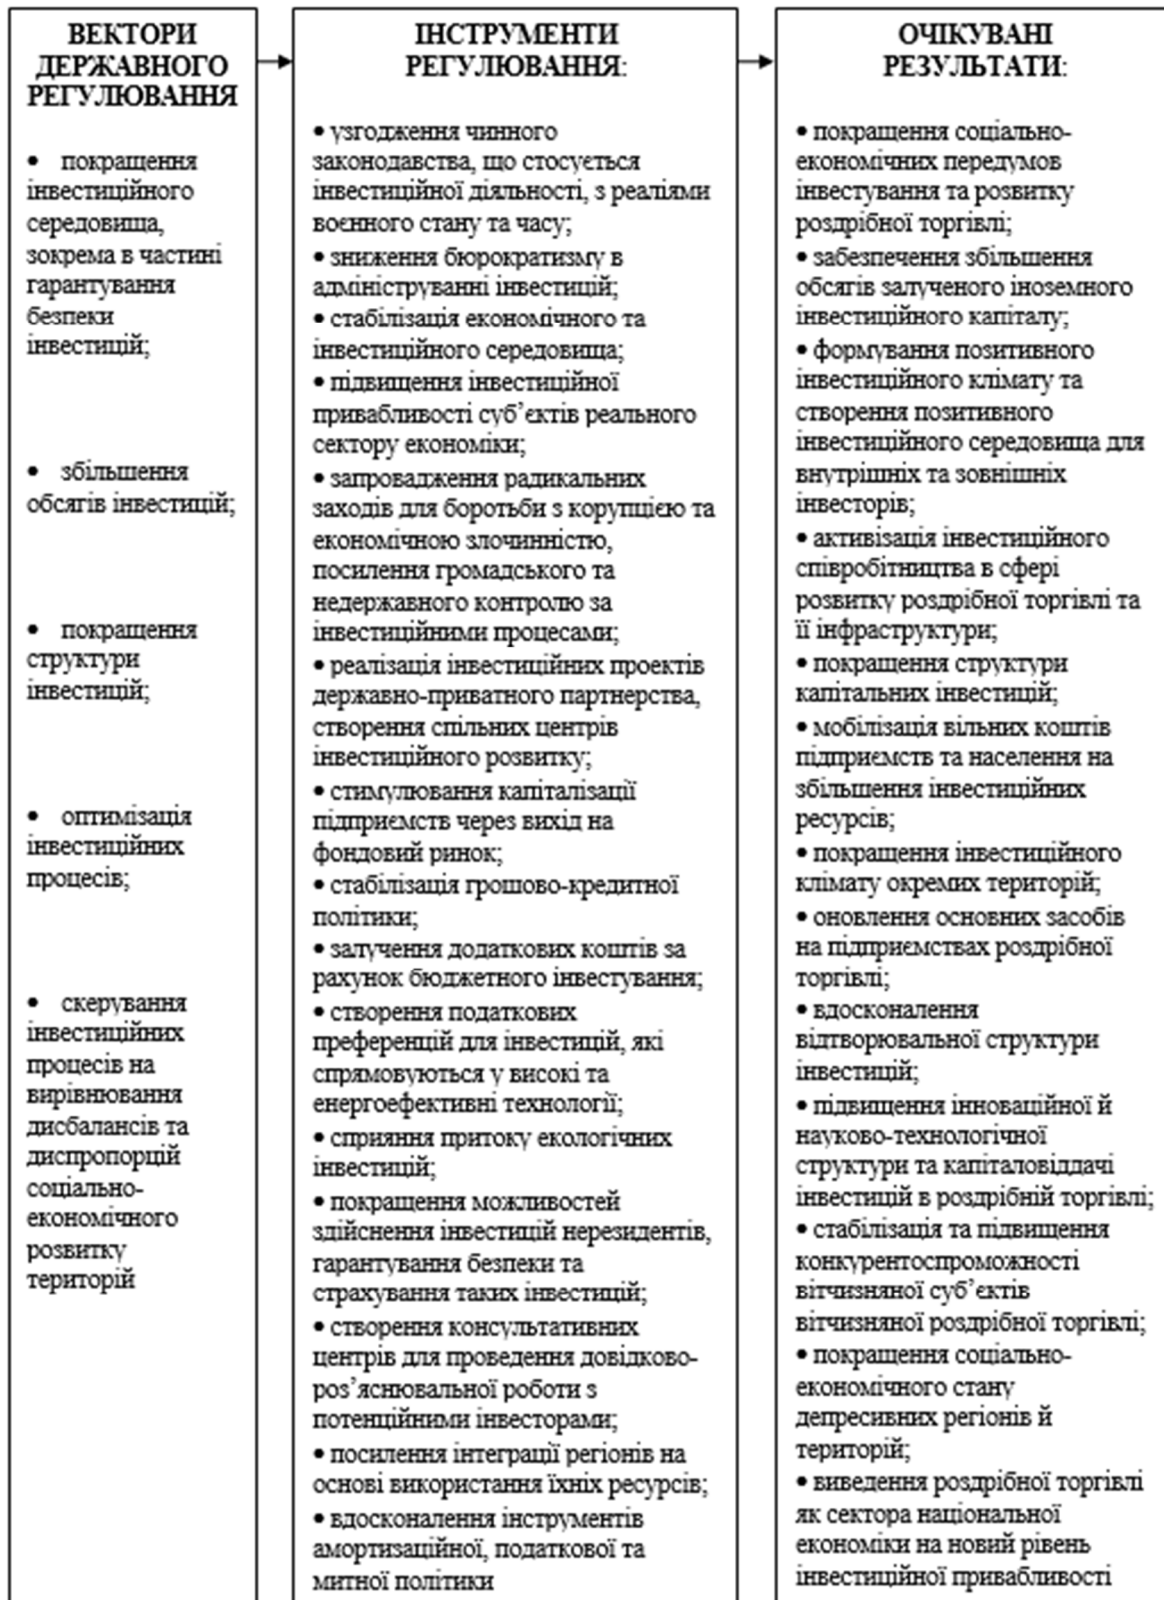 ВЕКТОРИ
ДЕРЖАВНОГО
РЕГУЛЮВАННЯ
• покращення
інвестиційного
середовища,
зокрема в частині
гарантування
безпеки
інвестицій;
• збільшення
обсягів інвестицій;
• покращення
структури
інвестицій;
• оптимізація
інвестиційних
процесів;
• скерування
інвестиційних
процесів на
вирівнювання
дисбалансів та
диспропорцій
соціально-
економічного
розвитку
територій
ІНСТРУМЕНТИ
РЕГУЛЮВАННЯ:
• узгодження чинного
законодавства, що стосується
інвестиційної діяльності, з реаліями
воєнного стану та часу;
• зниження бюрократизму в
адмініструванні інвестицій;
• стабілізація економічного та
інвестиційного середовища;
• підвищення інвестиційної
привабливості суб’єктів реального
сектору економіки;
• запровадження радикальних
заходів для боротьби з корупцією та
економічною злочинністю,
посилення громадського та
недержавного контролю за
інвестиційними процесами;
• реалізація інвестиційних проектів
державно-приватного партнерства,
створення спільних центрів
інвестиційного розвитку;
• стимулювання капіталізації
підприємств через вихід на
фондовий ринок;
• стабілізація грошово-кредитної
політики;
• залучення додаткових коштів за
рахунок бюджетного інвестування;
• створення податкових
преференцій для інвестицій, які
спрямовуються у високі та
енергоефективні технології;
• сприяння притоку екологічних
інвестицій;
• покращення можливостей
здійснення інвестицій нерезидентів,
гарантування безпеки та
страхування таких інвестицій;
• створення консультативних
центрів для проведення довідково-
роз’яснювальної роботи з
потенційними інвесторами;
• посилення інтеграції регіонів на
основі використання їхніх ресурсів;
• вдосконалення інструментів
амортизаційної, податкової та
митної політики
ОЧІКУВАНІ
РЕЗУЛЬТАТИ:
• покращення соціально-
економічних передумов
інвестування та розвитку
роздрібної торгівлі;
• забезпечення збільшення
обсягів залученого іноземного
інвестиційного капіталу;
• формування позитивного
інвестиційного клімату та
створення позитивного
інвестиційного середовища для
внутрішніх та зовнішніх
інвесторів;
• активізація інвестиційного
співробітництва в сфері
розвитку роздрібної торгівлі та
її інфраструктури;
• покращення структури
капітальних інвестицій;
• мобілізація вільних коштів
підприємств та населення на
збільшення інвестиційних
ресурсів;
• покращення інвестиційного
клімату окремих територій;
• оновлення основних засобів
на підприємствах роздрібної
торгівлі;
• вдосконалення
відтворювальної структури
інвестицій;
• підвищення інноваційної й
науково-технологічної
структури та капіталовіддачі
інвестицій в роздрібній торгівлі;
• стабілізація та підвищення
конкурентоспроможності
вітчизняної суб’єктів
вітчизняної роздрібної торгівлі;
• покращення соціально-
економічного стану
депресивних регіонів й
територій;
• виведення роздрібної торгівлі
як сектора національної
економіки на новий рівень
інвестиційної привабливості